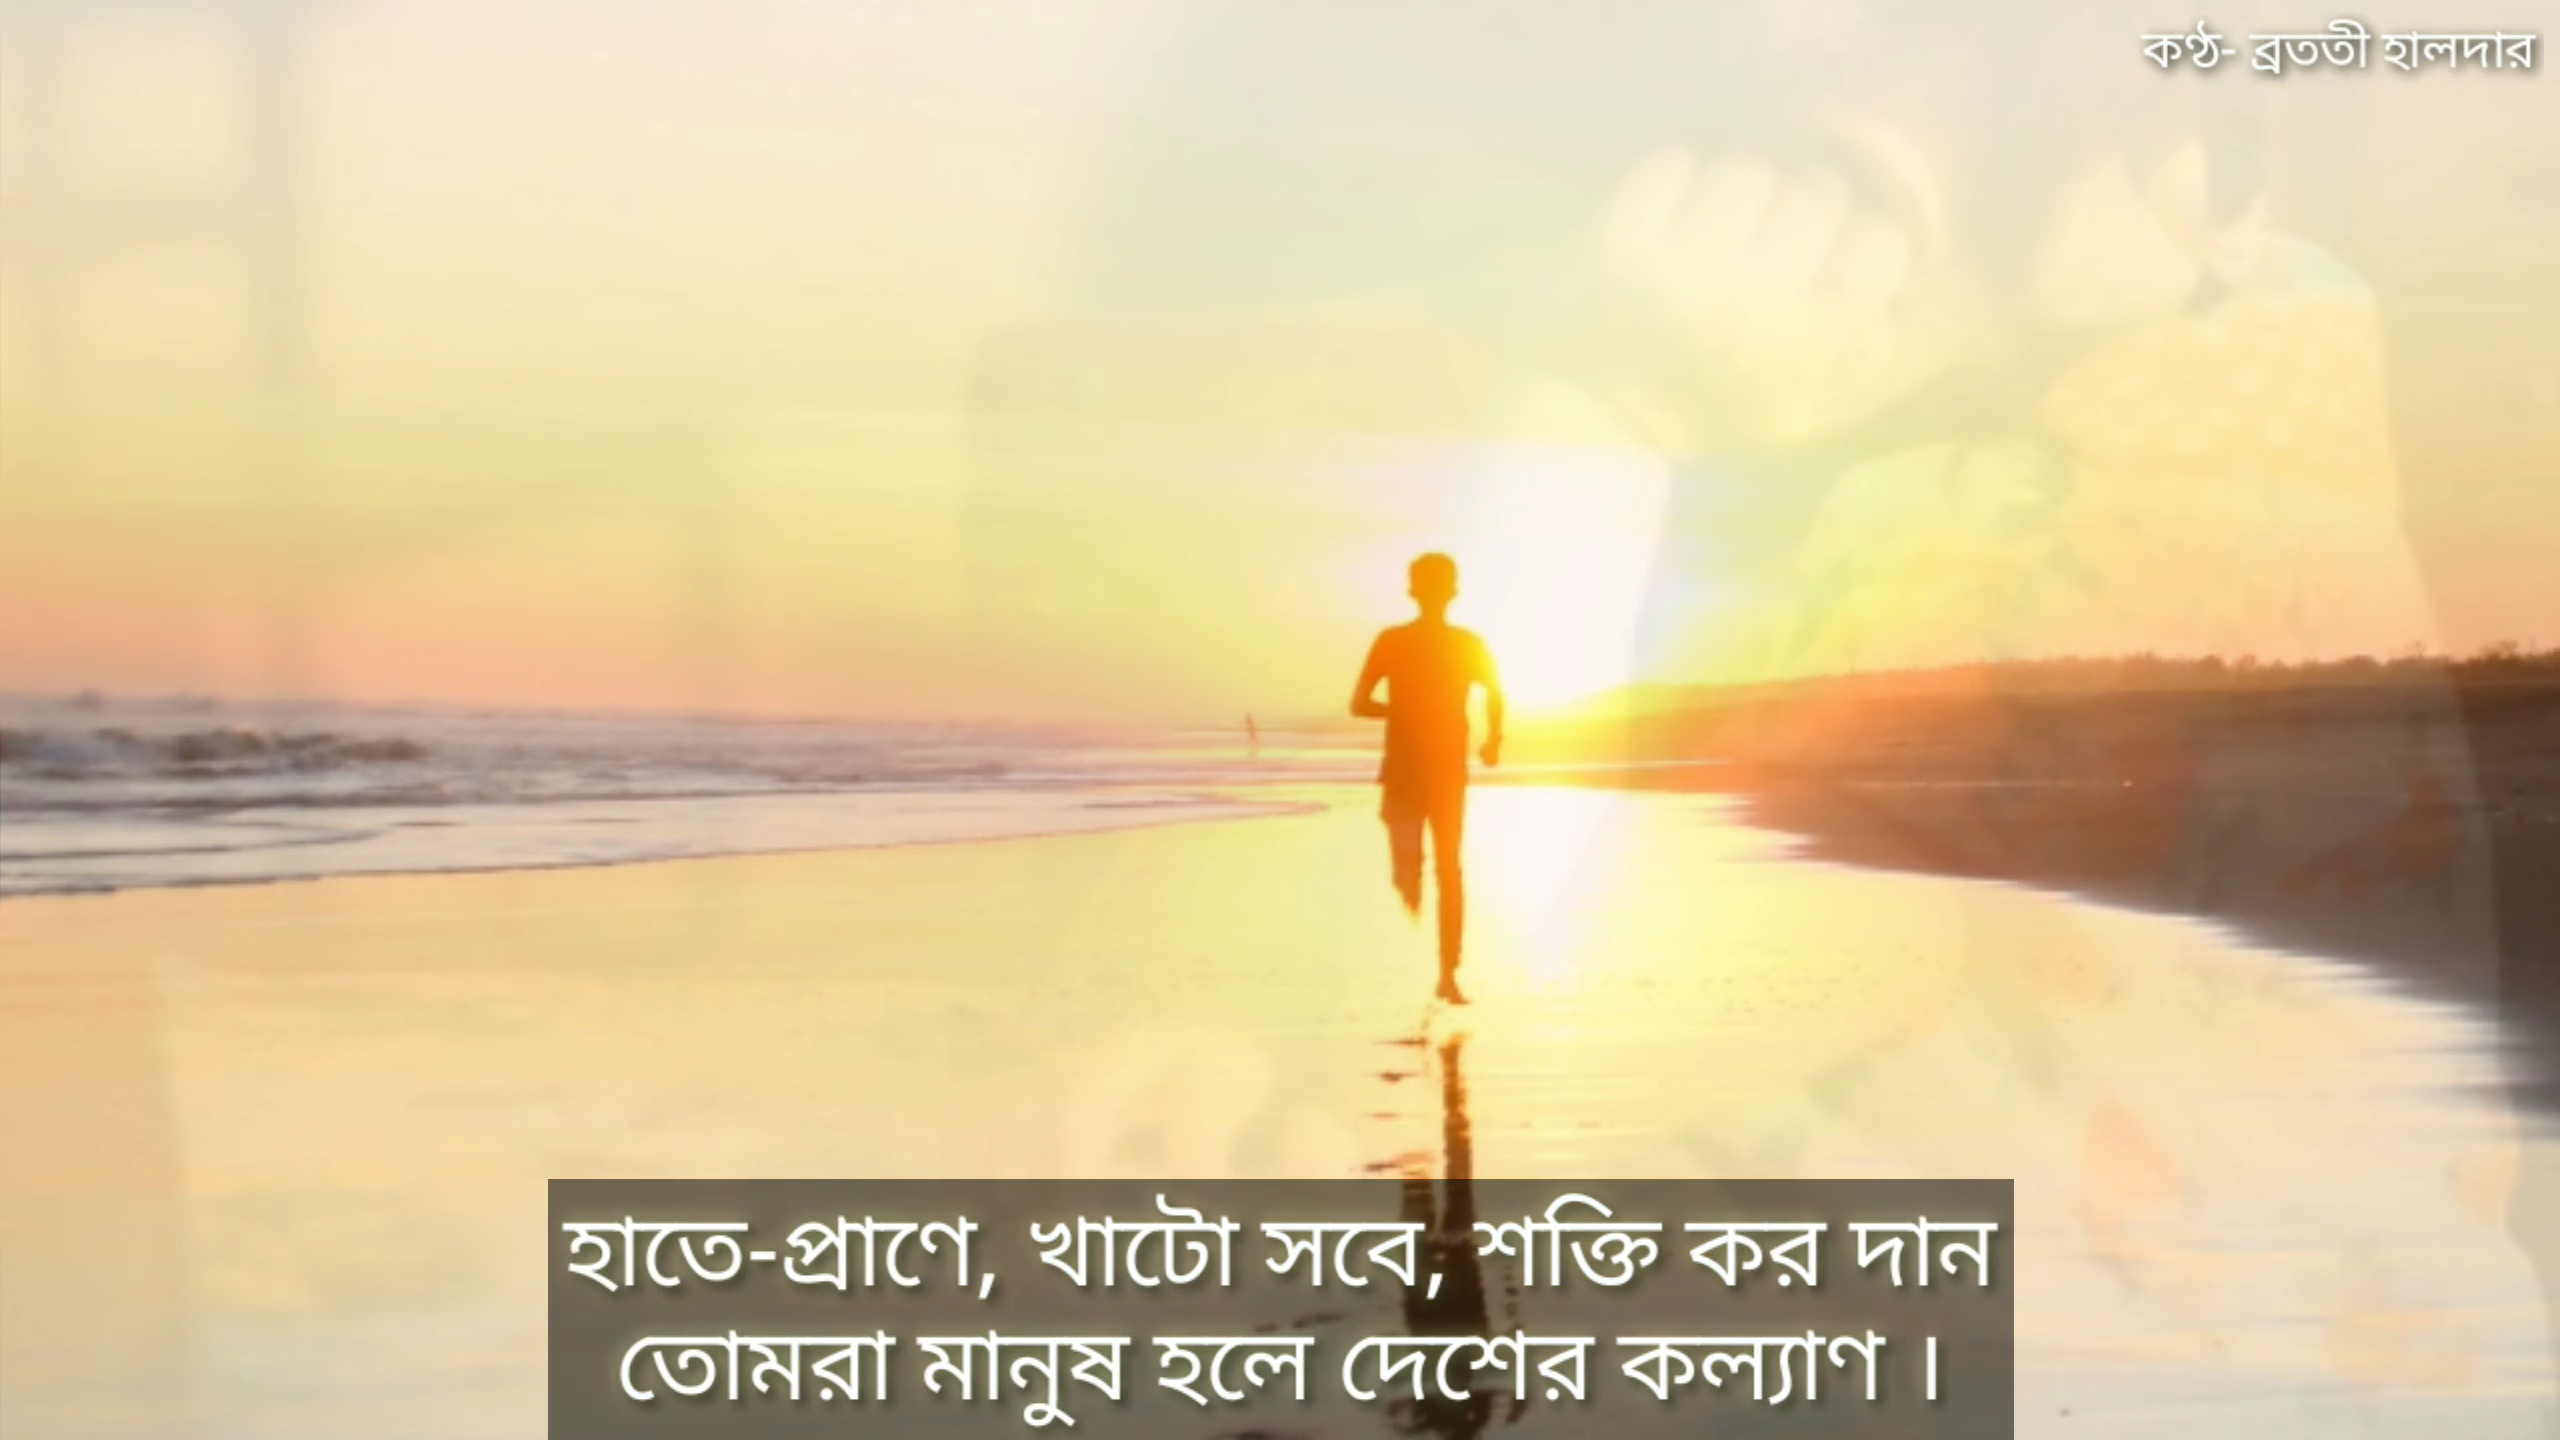 কণ্ঠ- ব্রততী হালদার
হাতে-প্রাণে, খাটো সবে, শক্তি কর দান
তোমরা মানুষ হলে দেশের কল্যাণ ।